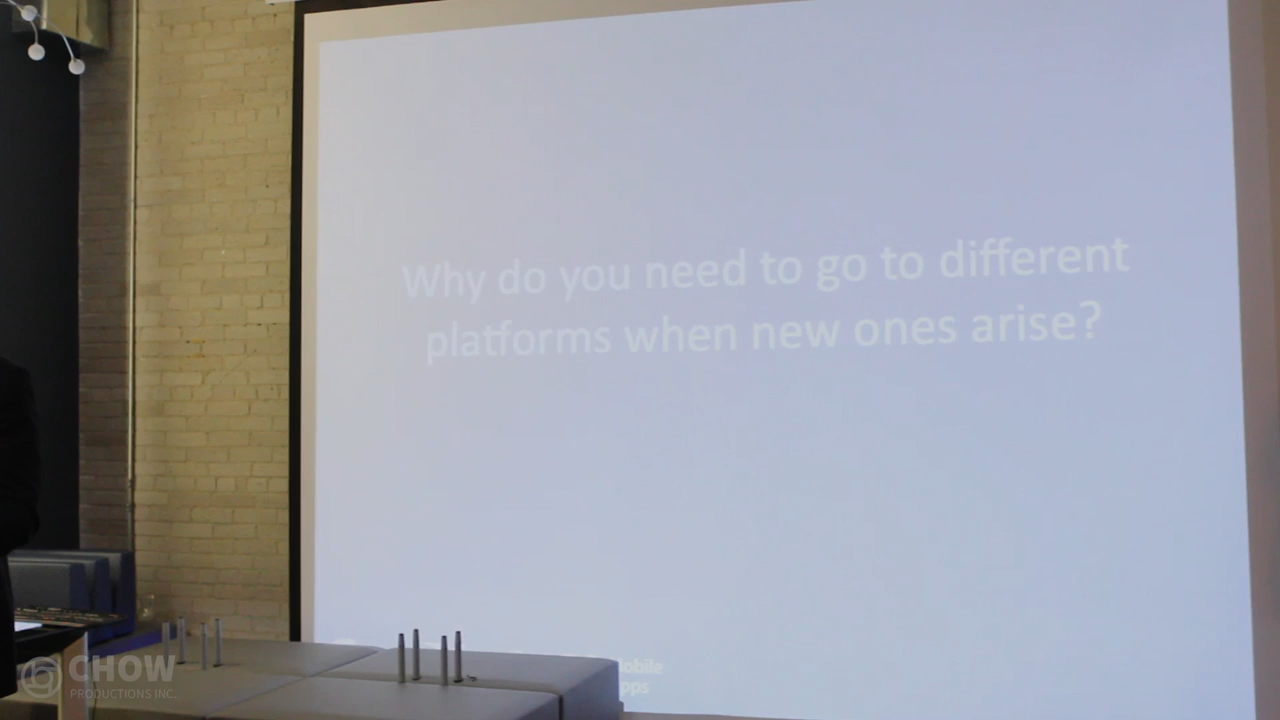 Why do you need to go to different
platforms when new ones arise?
CHOW
PRODUCTIONS INC.